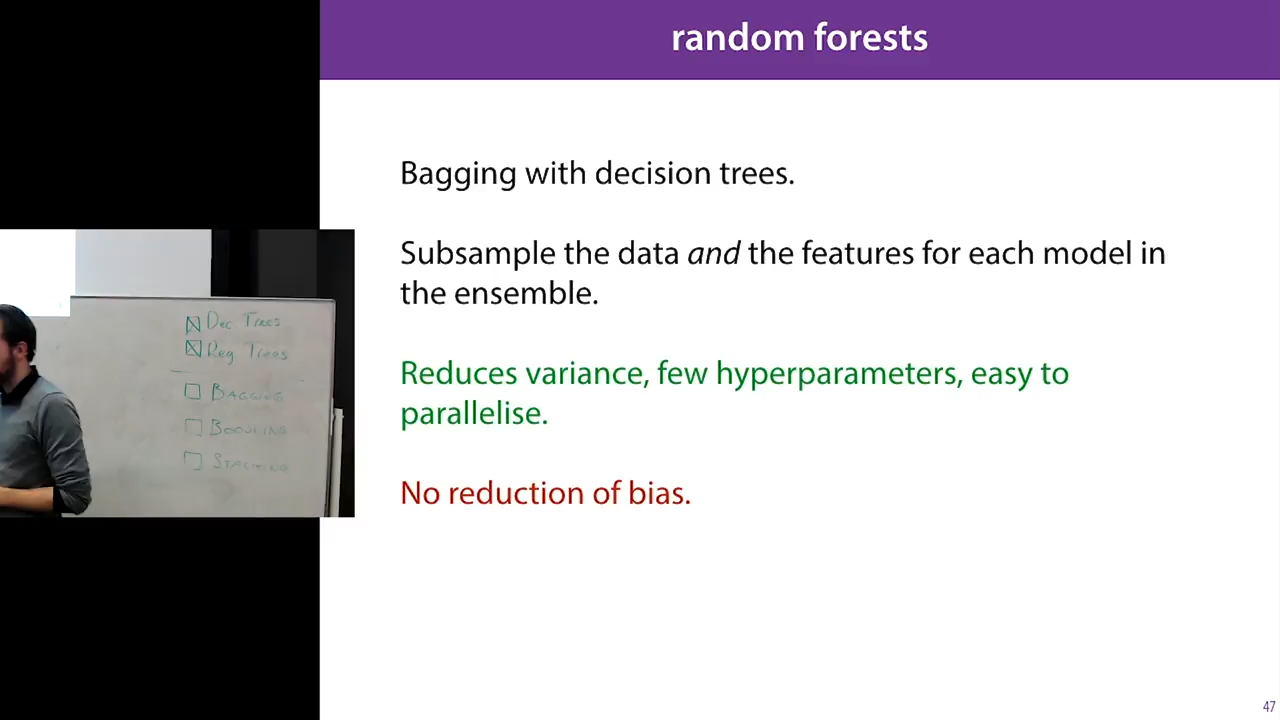 random forests
Bagging with decision trees.
Subsample the data and the features for each model in
the ensemble.
Reduces variance, few hyperparameters, easy to
parallelise.
No reduction of bias.
Dec Trees
Reg Trees
BAGGING
BOOSTING
STACKING
47